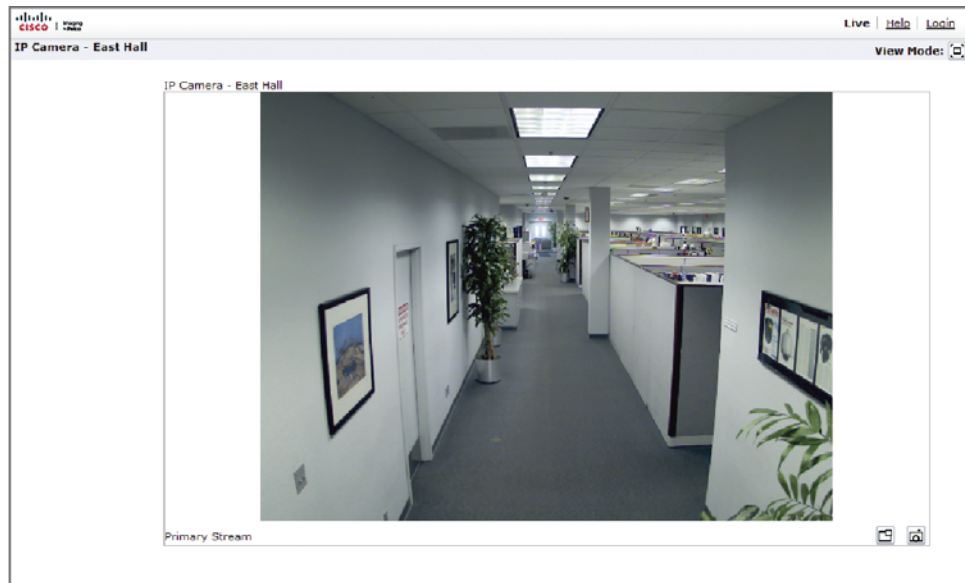 CISCO
Live | Help | Login
IP Camera - East Hall
View Mode:
IP Camera - East Hall
Primary Stream